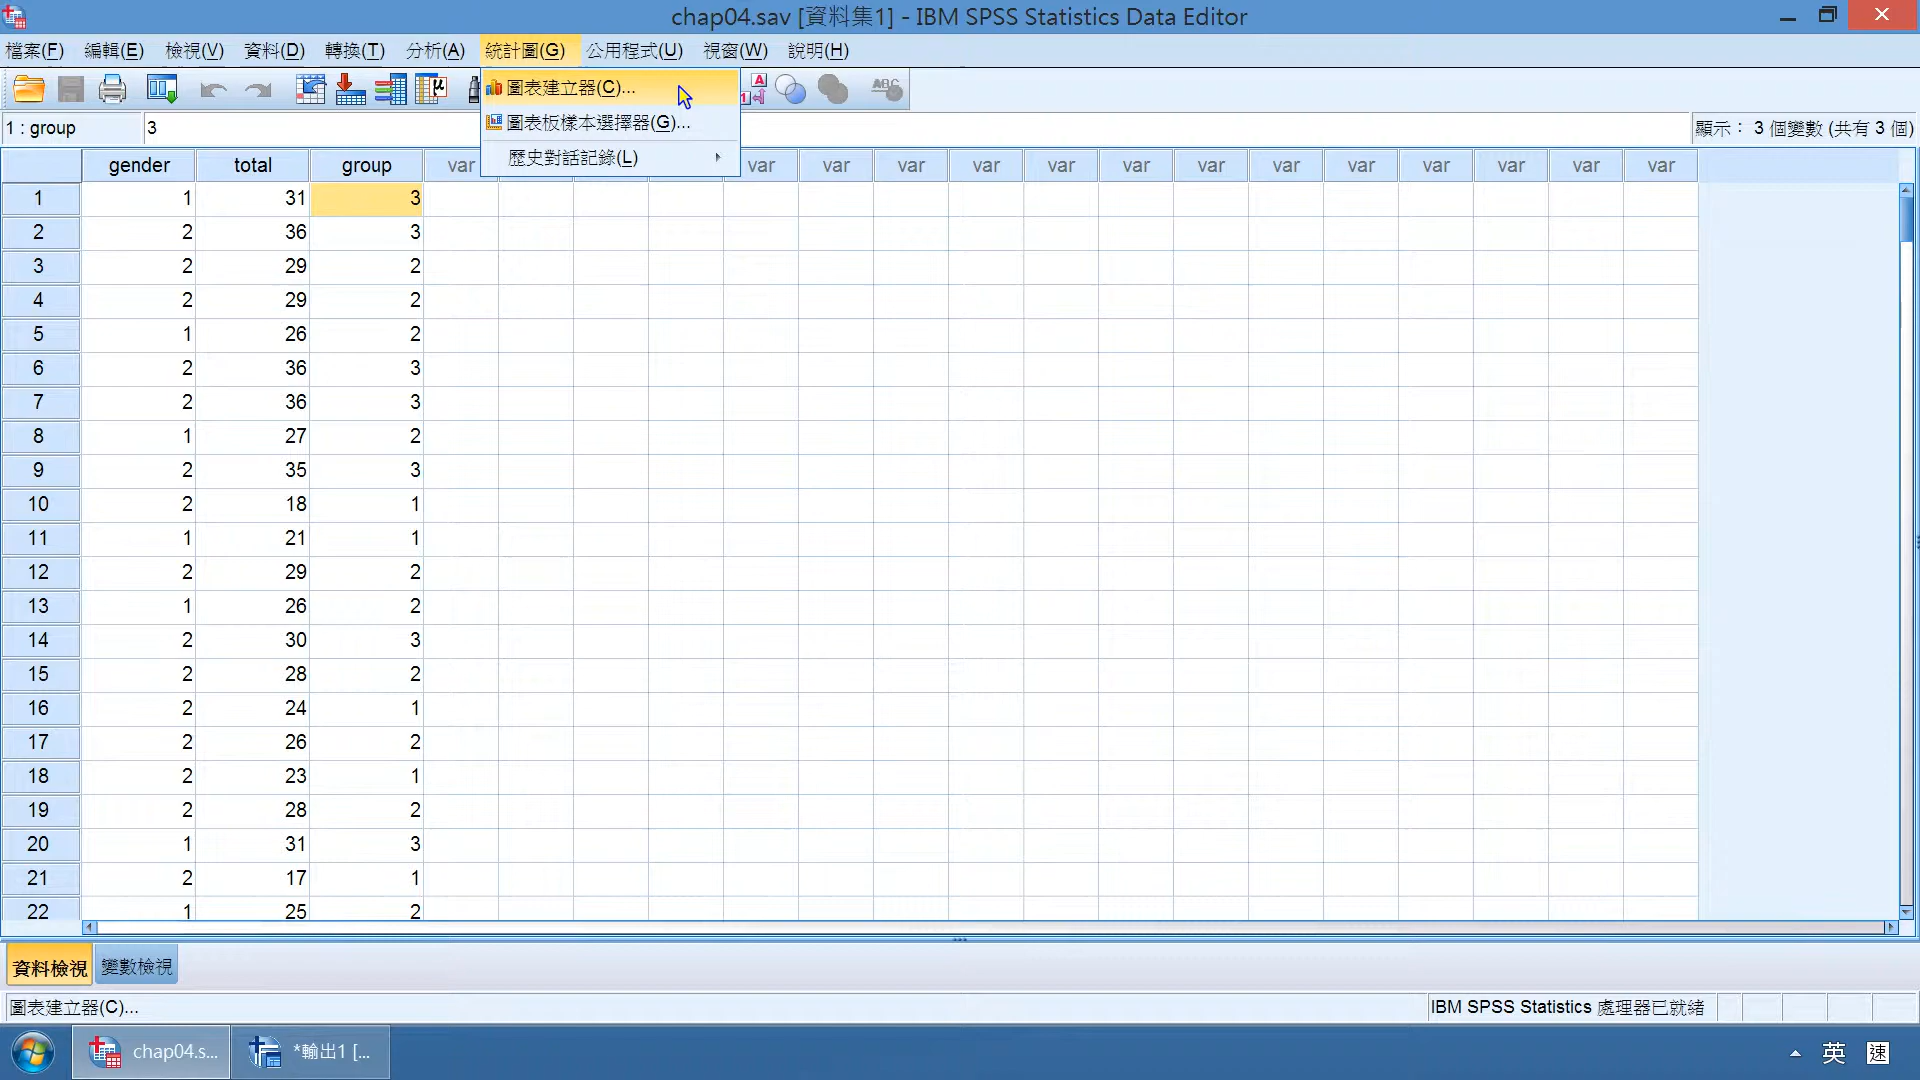 chap04.sav [資料集1] - IBM SPSS Statistics Data Editor
檔案(F) 編輯(E) 檢視(V) 資料(D) 轉換(T) 分析(A) 統計圖(G) 公用程式(U) 視窗(W) 說明(H)
圖表建立器(C)...
圖表板樣本選擇器(G)...
歷史對話記錄(L)
1 : group 3 顯示： 3 個變數 (共有 3 個)
gender total group var var var var var var var var var var var var var var
1 1 31 3
2 2 36 3
3 2 29 2
4 2 29 2
5 1 26 2
6 2 36 3
7 2 36 3
8 1 27 2
9 2 35 3
10 2 18 1
11 1 21 1
12 2 29 2
13 1 26 2
14 2 30 3
15 2 28 2
16 2 24 1
17 2 26 2
18 2 23 1
19 2 28 2
20 1 31 3
21 2 17 1
22 1 25 2
資料檢視 變數檢視
圖表建立器(C)... IBM SPSS Statistics 處理器已就緒
chap04.s... *輸出1 [... 英 速